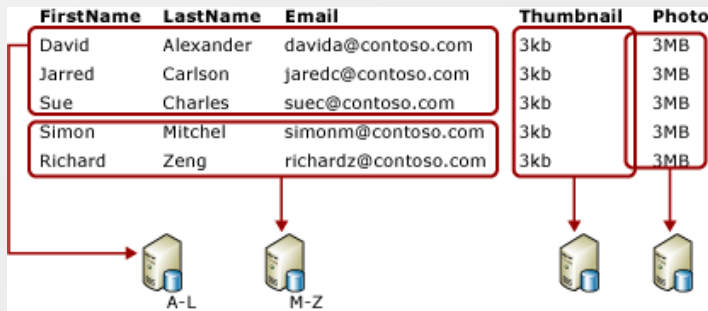 FirstName LastName Email Thumbnail Photo
David Alexander davida@contoso.com 3kb 3MB
Jarred Carlson jaredc@contoso.com 3kb 3MB
Sue Charles suec@contoso.com 3kb 3MB
Simon Mitchel simonm@contoso.com 3kb 3MB
Richard Zeng richardz@contoso.com 3kb 3MB
A-L M-Z